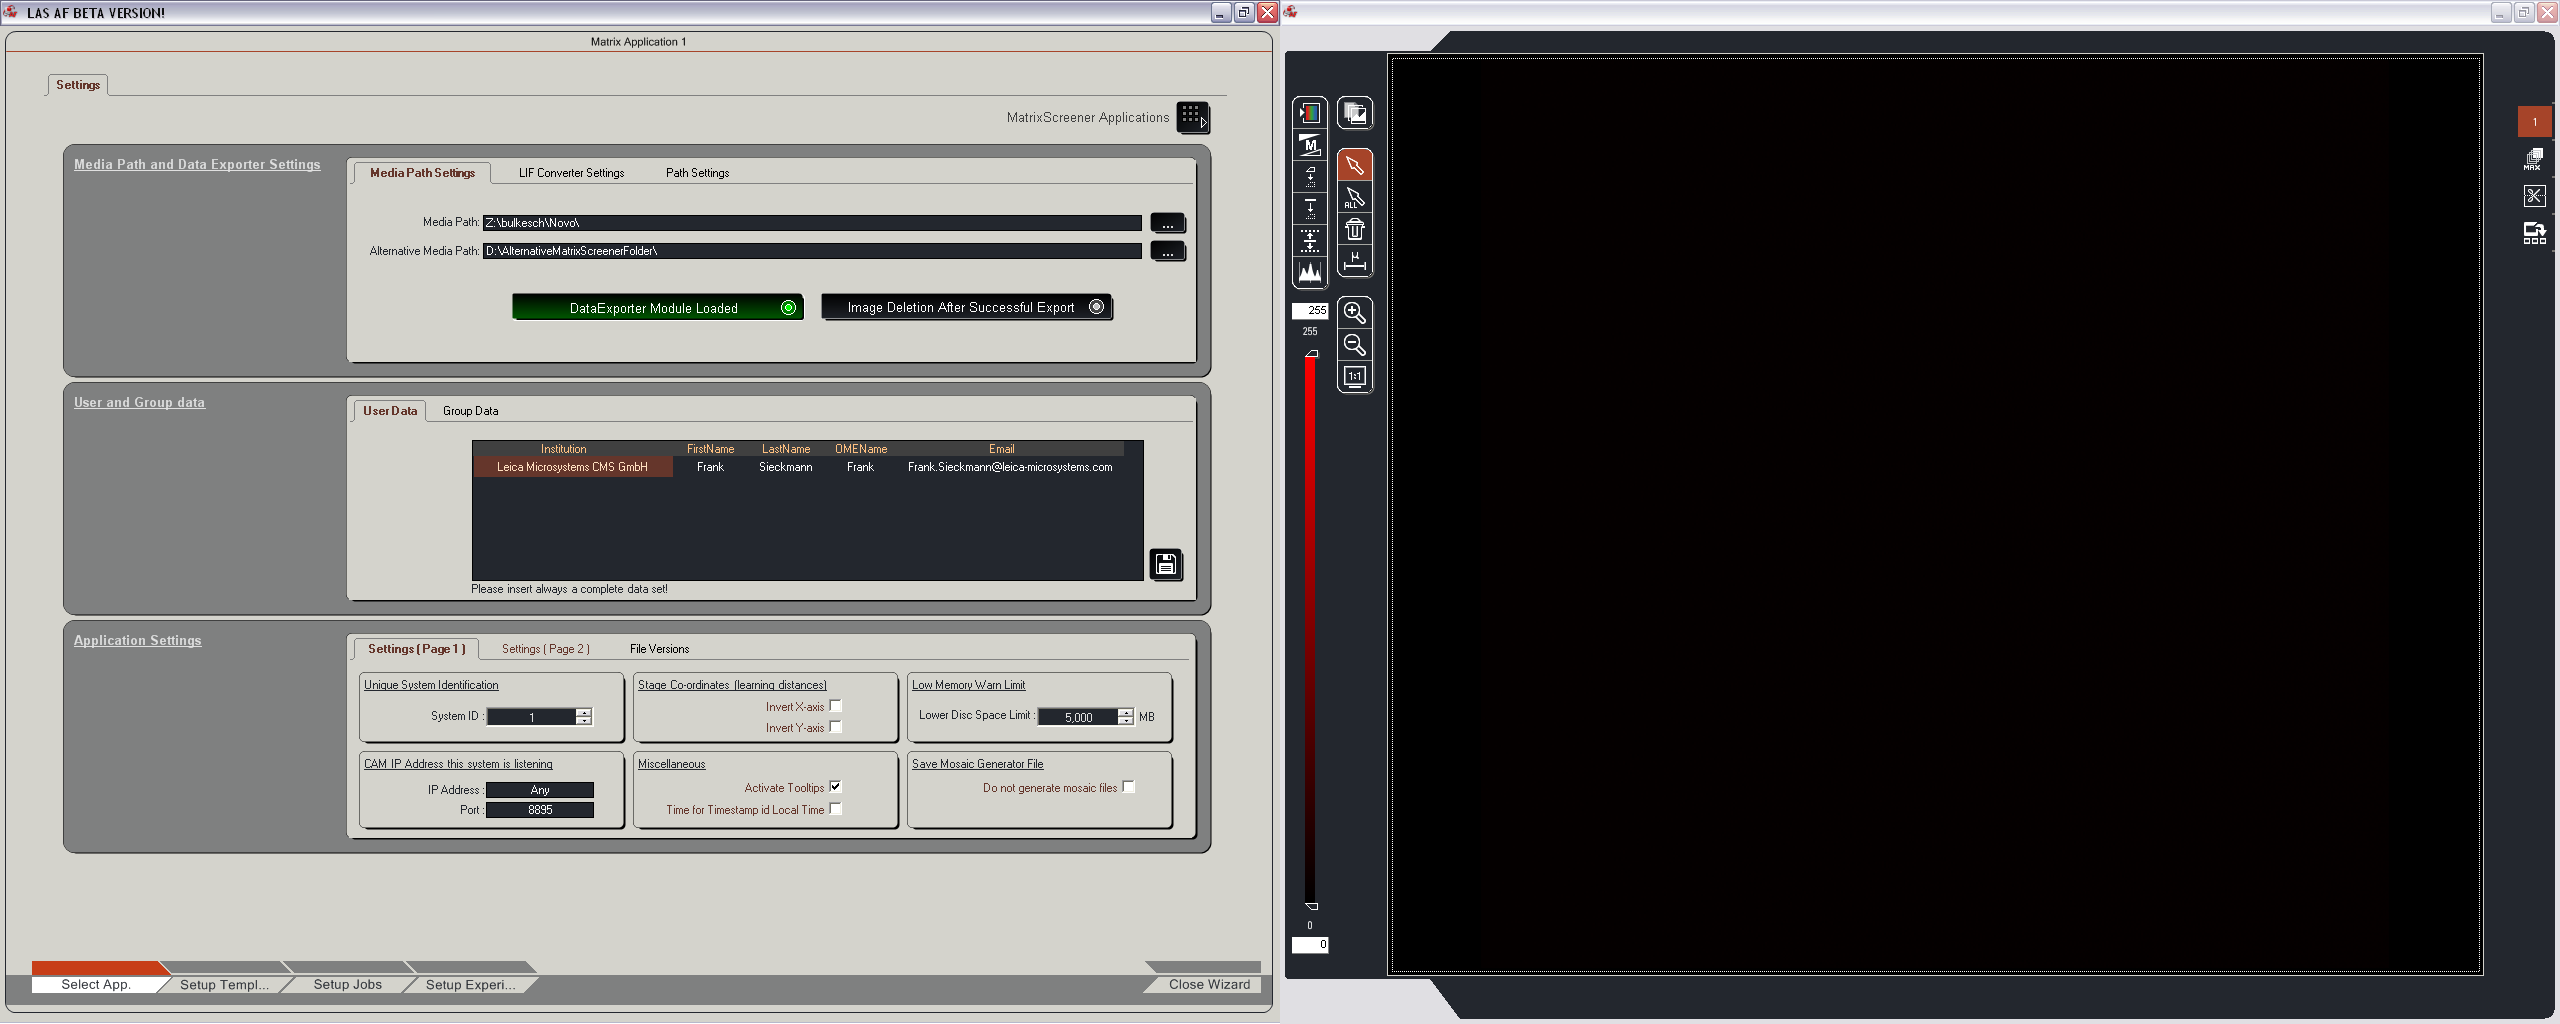 LAS AF BETA VERSION!
Matrix Application 1
Settings
MatrixScreener Applications
Media Path and Data Exporter Settings
Media Path Settings LIF Converter Settings Path Settings
Media Path: Z:\bulkesch\Novo\ ...
Alternative Media Path: D:\AlternativeMatrixScreenerFolder\ ...
DataExporter Module Loaded Image Deletion After Successful Export
User and Group data
User Data Group Data
Institution FirstName LastName OMEName Email
Leica Microsystems CMS GmbH Frank Sieckmann Frank Frank.Sieckmann@leica-microsystems.com
Please insert always a complete data set!
Application Settings
Settings ( Page 1 ) Settings ( Page 2 ) File Versions
Unique System Identification
System ID : 1
Stage Co-ordinates (learning distances)
Invert X-axis
Invert Y-axis
Low Memory Warn Limit
Lower Disc Space Limit : 5,000 MB
CAM IP Address this system is listening
IP Address : Any
Port : 8895
Miscellaneous
Activate Tooltips
Time for Timestamp id Local Time
Save Mosaic Generator File
Do not generate mosaic files
Select App. Setup Templ... Setup Jobs Setup Experi... Close Wizard
M
ALL
µ
255
255
1:1
0
0
1
MAX